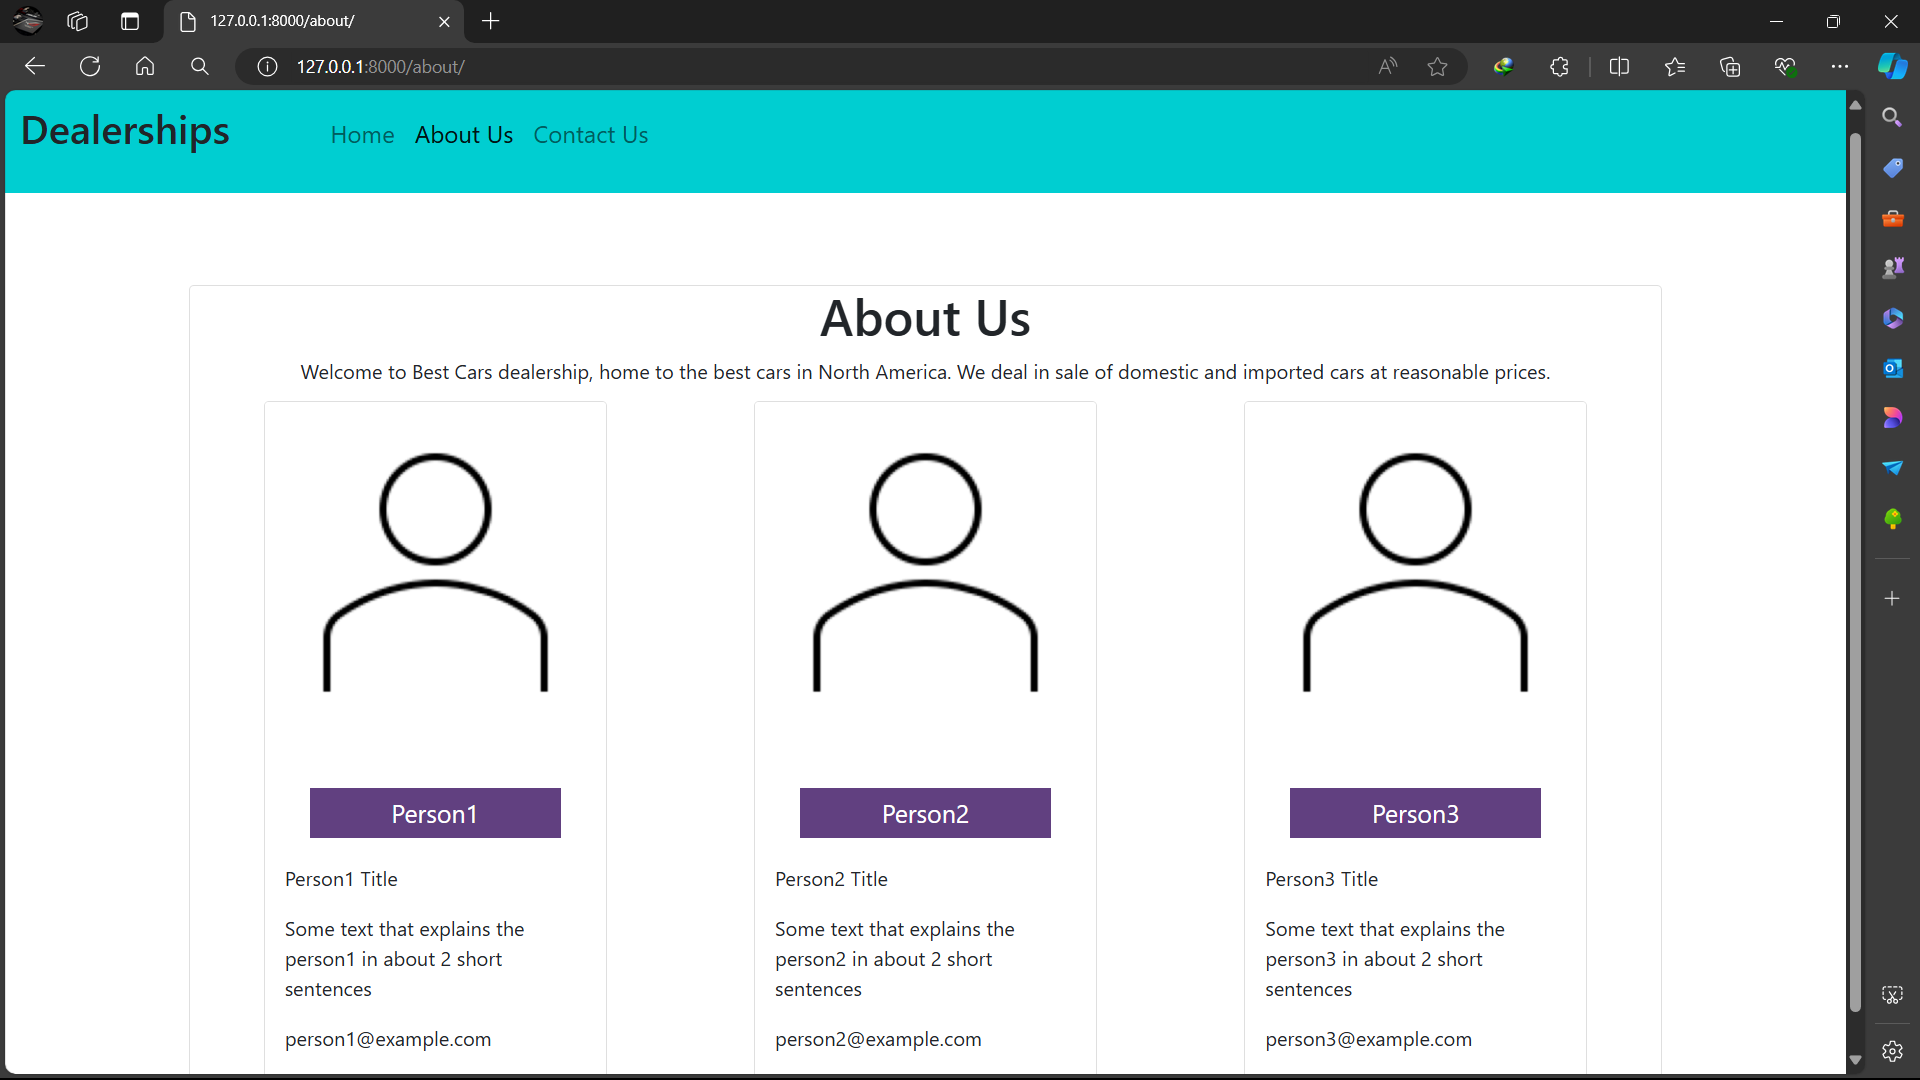 127.0.0.1:8000/about/
127.0.0.1:8000/about/
Dealerships Home About Us Contact Us
About Us
Welcome to Best Cars dealership, home to the best cars in North America. We deal in sale of domestic and imported cars at reasonable prices.
Person1
Person1 Title
Some text that explains the
person1 in about 2 short
sentences
person1@example.com
Person2
Person2 Title
Some text that explains the
person2 in about 2 short
sentences
person2@example.com
Person3
Person3 Title
Some text that explains the
person3 in about 2 short
sentences
person3@example.com